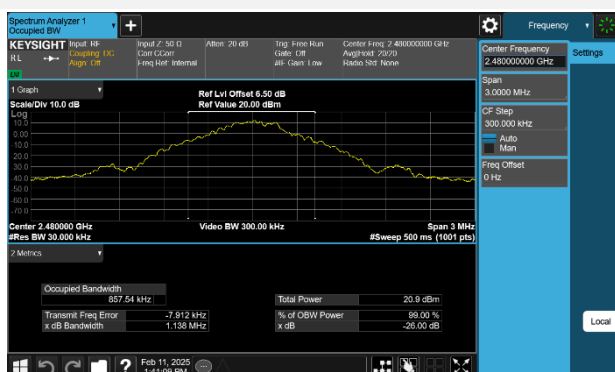 Spectrum Analyzer 1
Occupied BW
Frequency
KEYSIGHT
RL
Input: RF
Coupling: DC
Align: Off
Input Z: 50 Ω
Corr CCorr
Freq Ref: Internal
Atten: 20 dB
Trig: Free Run
Gate: Off
#IF Gain: Low
Center Freq: 2.480000000 GHz
Avg|Hold: 20/20
Radio Std: None
1 Graph
Scale/Div 10.0 dB
Ref Lvl Offset 6.50 dB
Ref Value 20.00 dBm
Log
10.0
0.00
-10.0
-20.0
-30.0
-40.0
-50.0
-60.0
-70.0
Center 2.480000 GHz
#Res BW 30.000 kHz
Video BW 300.00 kHz
Span 3 MHz
#Sweep 500 ms (1001 pts)
2 Metrics
Occupied Bandwidth
857.54 kHz
Total Power 20.9 dBm
Transmit Freq Error -7.912 kHz
% of OBW Power 99.00 %
x dB Bandwidth 1.138 MHz
x dB -26.00 dB
Feb 11, 2025
1:41:09 PM
Center Frequency
2.480000000 GHz
Settings
Span
3.0000 MHz
CF Step
300.000 kHz
Auto
Man
Freq Offset
0 Hz
Local